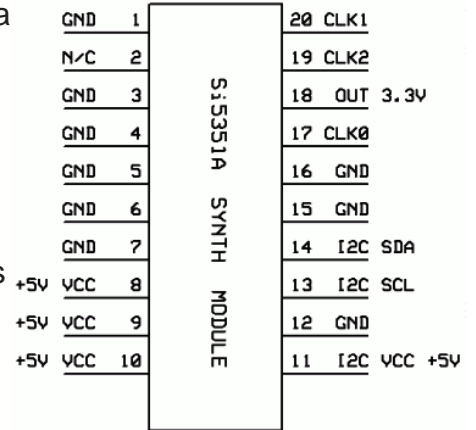 a GND 1 20 CLK1
N/C 2 19 CLK2
GND 3 18 OUT 3.3V
GND 4 17 CLK0
GND 5 16 GND
GND 6 15 GND
GND 7 14 I2C SDA
s +5V VCC 8 13 I2C SCL
+5V VCC 9 12 GND
+5V VCC 10 11 I2C VCC +5V
Si5351A SYNTH MODULE